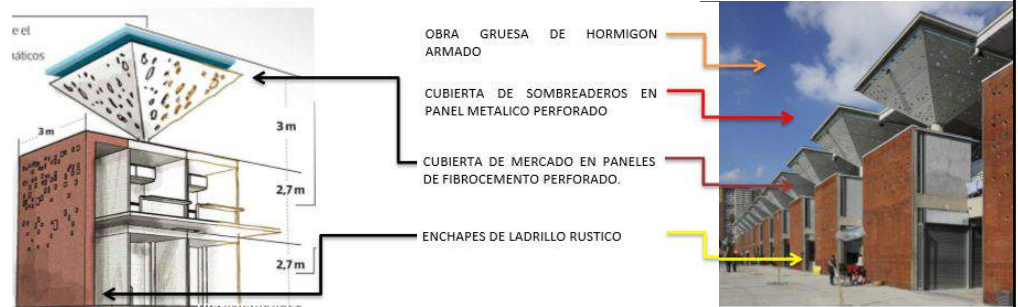 e el
áticos
3 m
3 m
2,7 m
2,7 m
OBRA GRUESA DE HORMIGON
ARMADO
CUBIERTA DE SOMBREADEROS EN
PANEL METALICO PERFORADO
CUBIERTA DE MERCADO EN PANELES
DE FIBROCEMENTO PERFORADO.
ENCHAPES DE LADRILLO RUSTICO